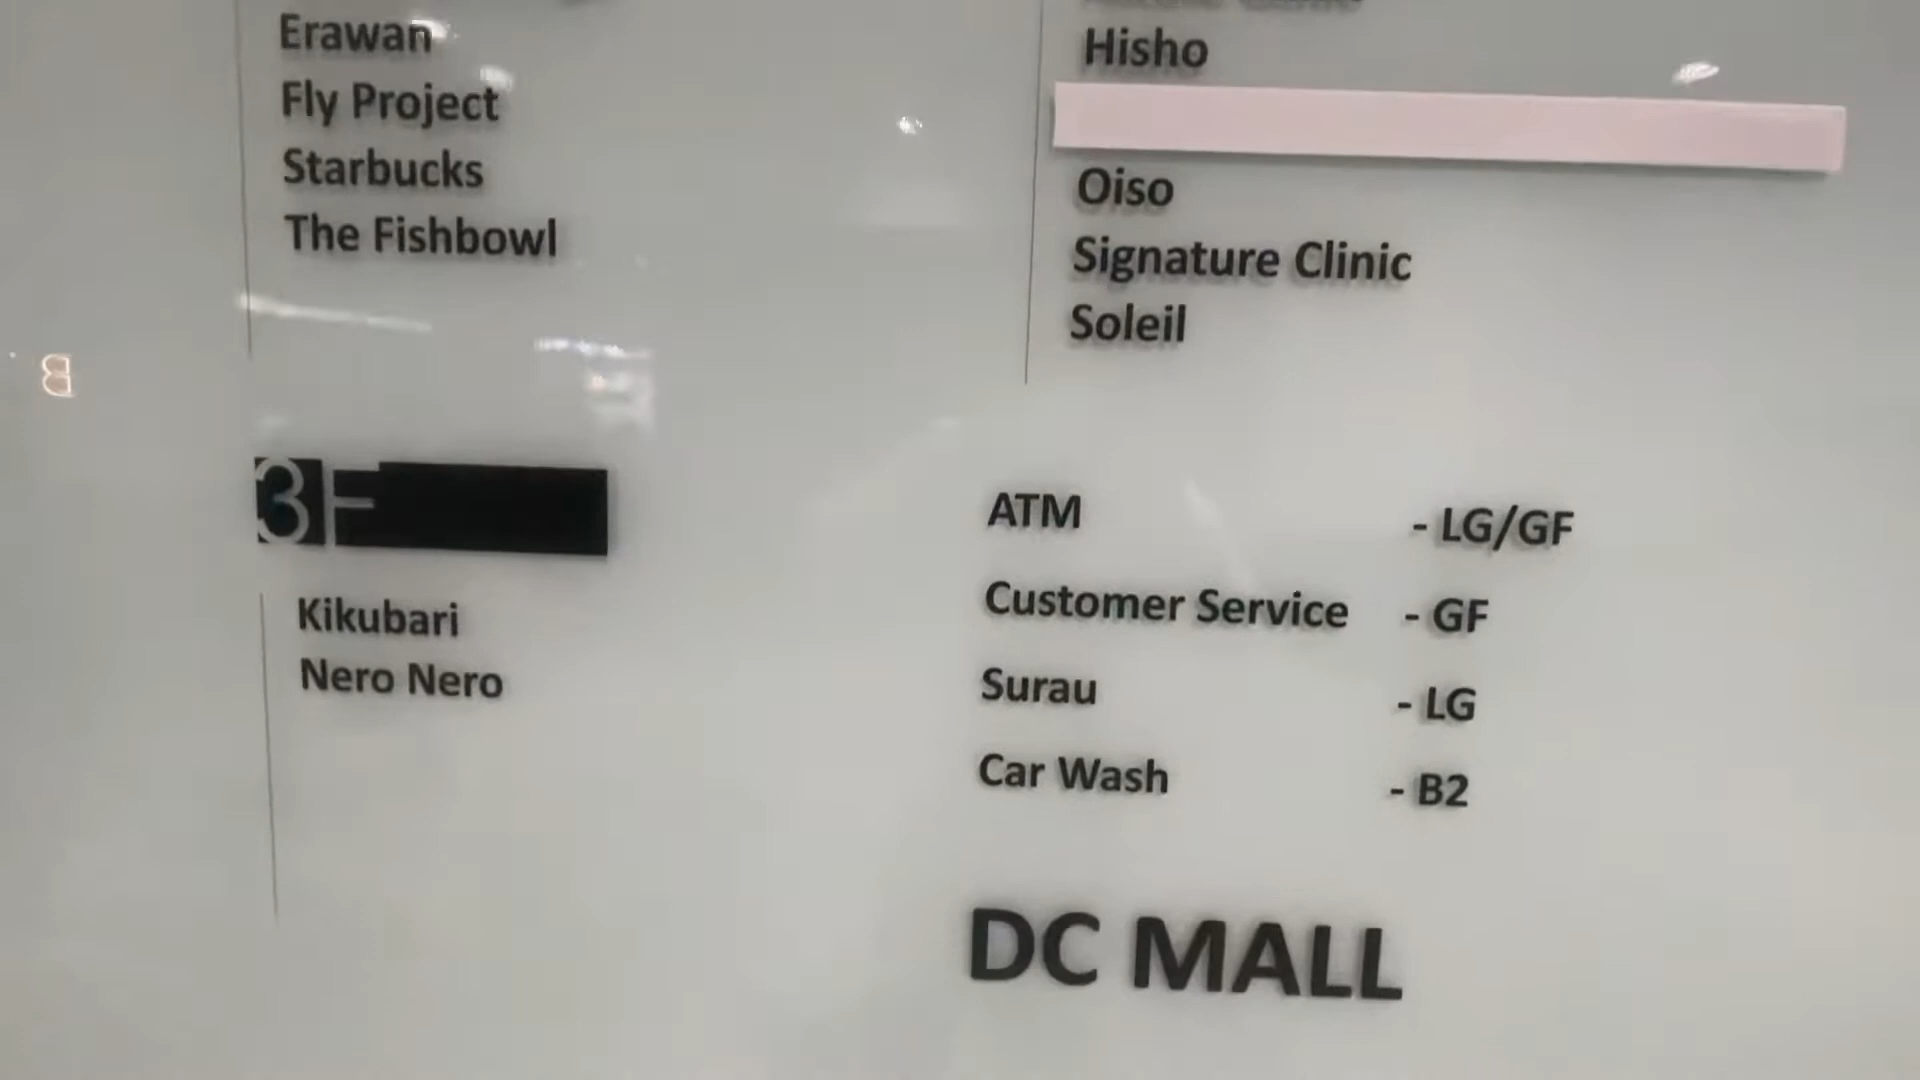 Erawan
Fly Project
Starbucks
The Fishbowl
Hisho
Oiso
Signature Clinic
Soleil
3F
Kikubari
Nero Nero
ATM - LG/GF
Customer Service - GF
Surau - LG
Car Wash - B2
DC MALL